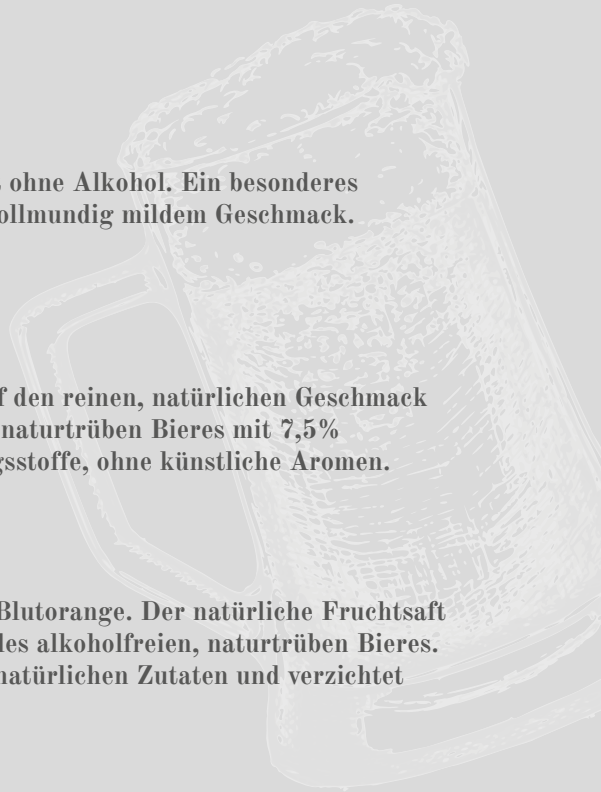 ohne Alkohol. Ein besonderes
ollmundig mildem Geschmack.
den reinen, natürlichen Geschmack
naturtrüben Bieres mit 7,5%
gsstoffe, ohne künstliche Aromen.
Blutorange. Der natürliche Fruchtsaft
des alkoholfreien, naturtrüben Bieres.
natürlichen Zutaten und verzichtet